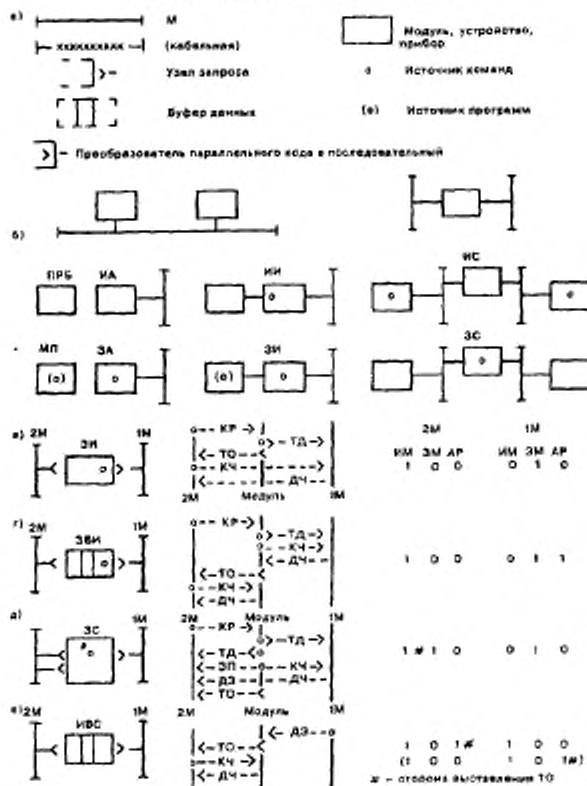 а) М
Модуль, устройство, прибор
(кабельная)
Узел запроса
Источник команд
Буфер данных
(о) Источник программ
Преобразователь параллельного кода в последовательный
б)
ПРБ ИА ИИ ИС
МП ЗА ЗИ ЗС
(о) (о)
в) 2М ЗИ 1М
КР
ТД
ТО
КЧ
ДЧ
2М Модуль 1М
2М 1М
ИМ ЗМ АР ИМ ЗМ АР
1 0 0 0 1 0
г) 2М ЗБИ 1М
КР
ТД
КЧ
ДЧ
ТО
КЧ
ДЧ
2М Модуль 1М
1 0 0 0 1 1
д) ЗС 1М
КР
ТД
ТД
ЗП КЧ
ДЗ ДЧ
ТО
1 # 1 0 0 1 0
е) 2М ИБС 1М
2М Модуль 1М
ДЗ
ТО
КЧ
ДЧ
1 0 1# 1 0 0
(1 0 0 1 0 1#)
# – сторона выставления ТО